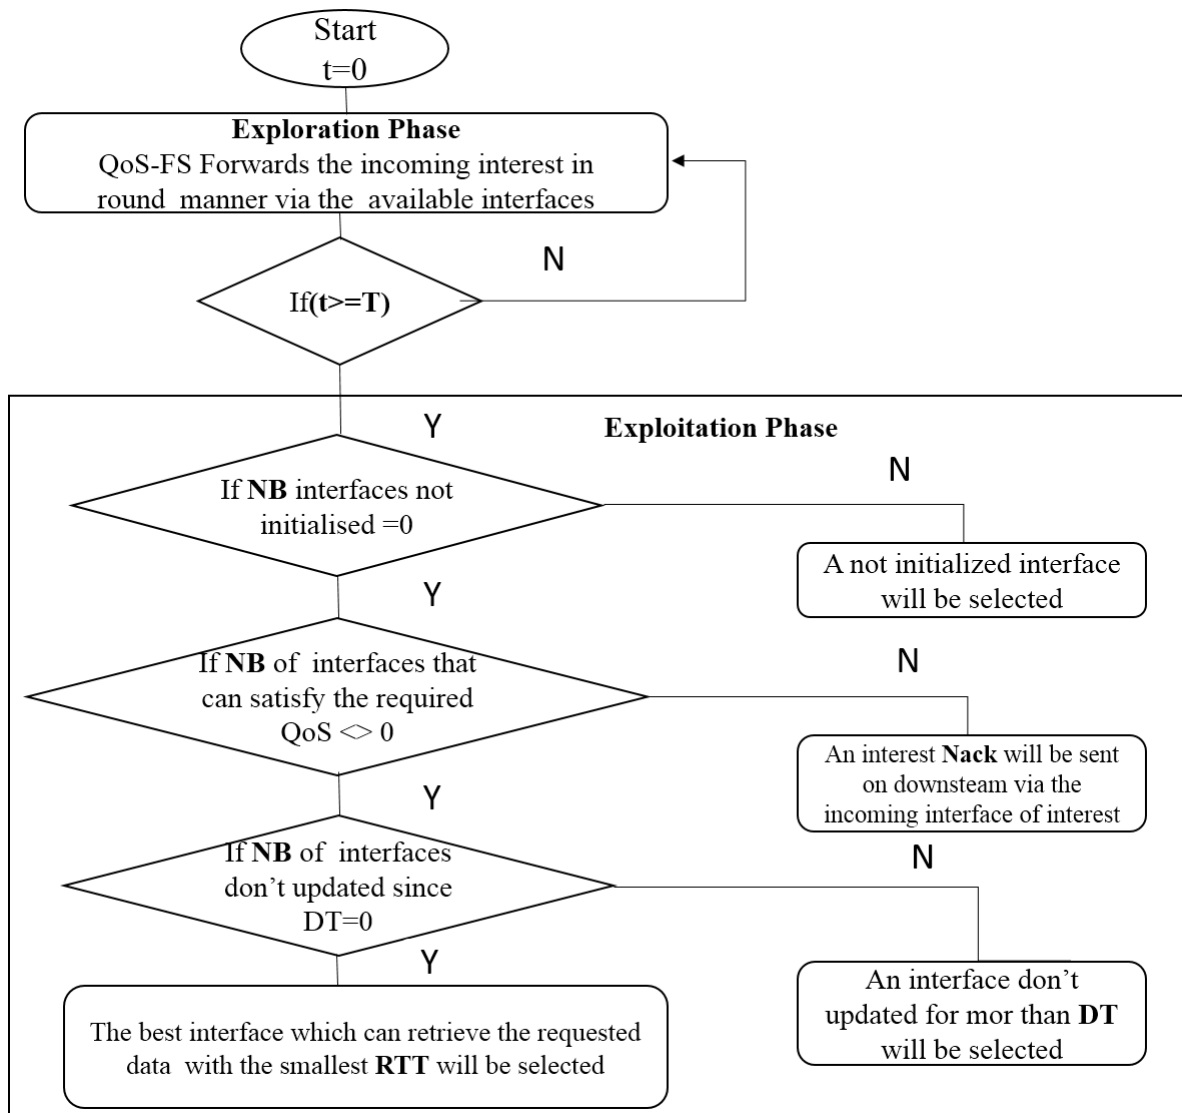 Start
t=0
Exploration Phase
QoS-FS Forwards the incoming interest in
round manner via the available interfaces
N
If(t>=T)
Y
Exploitation Phase
N
If NB interfaces not
initialised =0
A not initialized interface
will be selected
Y
N
If NB of interfaces that
can satisfy the required
QoS <> 0
An interest Nack will be sent
on downsteam via the
incoming interface of interest
Y
N
If NB of interfaces
don't updated since
DT=0
Y
An interface don't
updated for mor than DT
will be selected
The best interface which can retrieve the requested
data with the smallest RTT will be selected